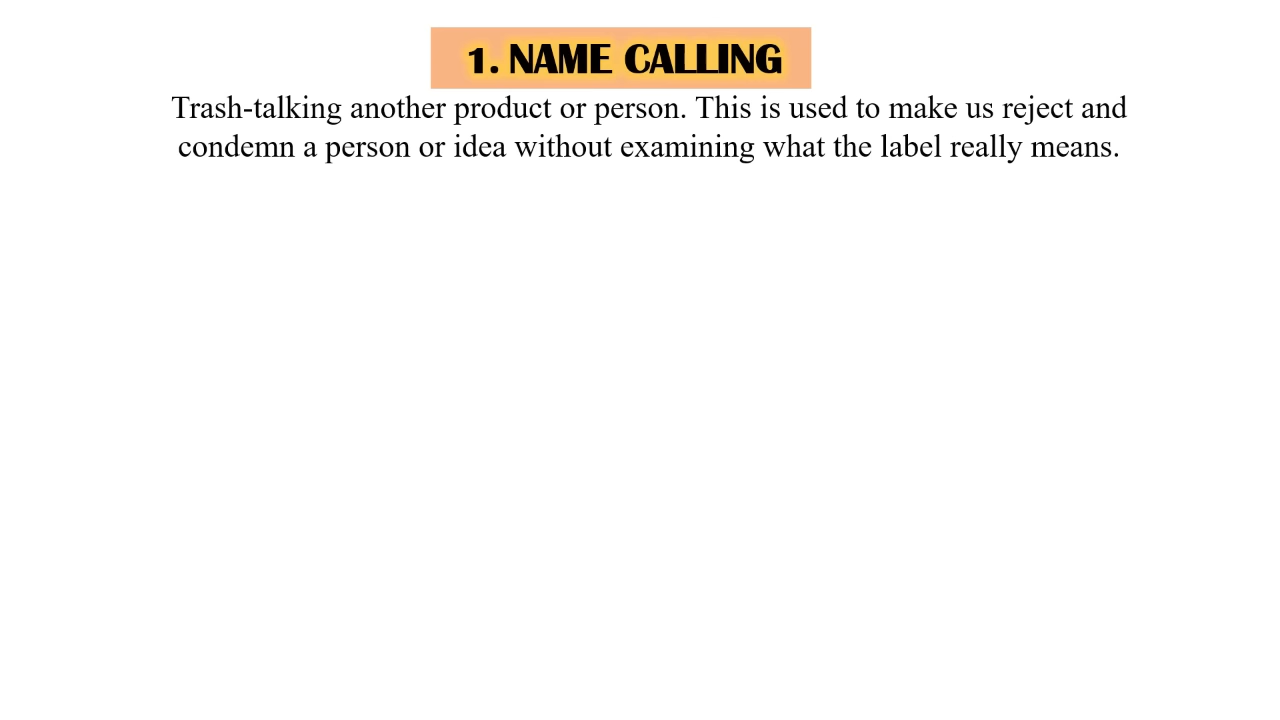 1. NAME CALLING
Trash-talking another product or person. This is used to make us reject and
condemn a person or idea without examining what the label really means.